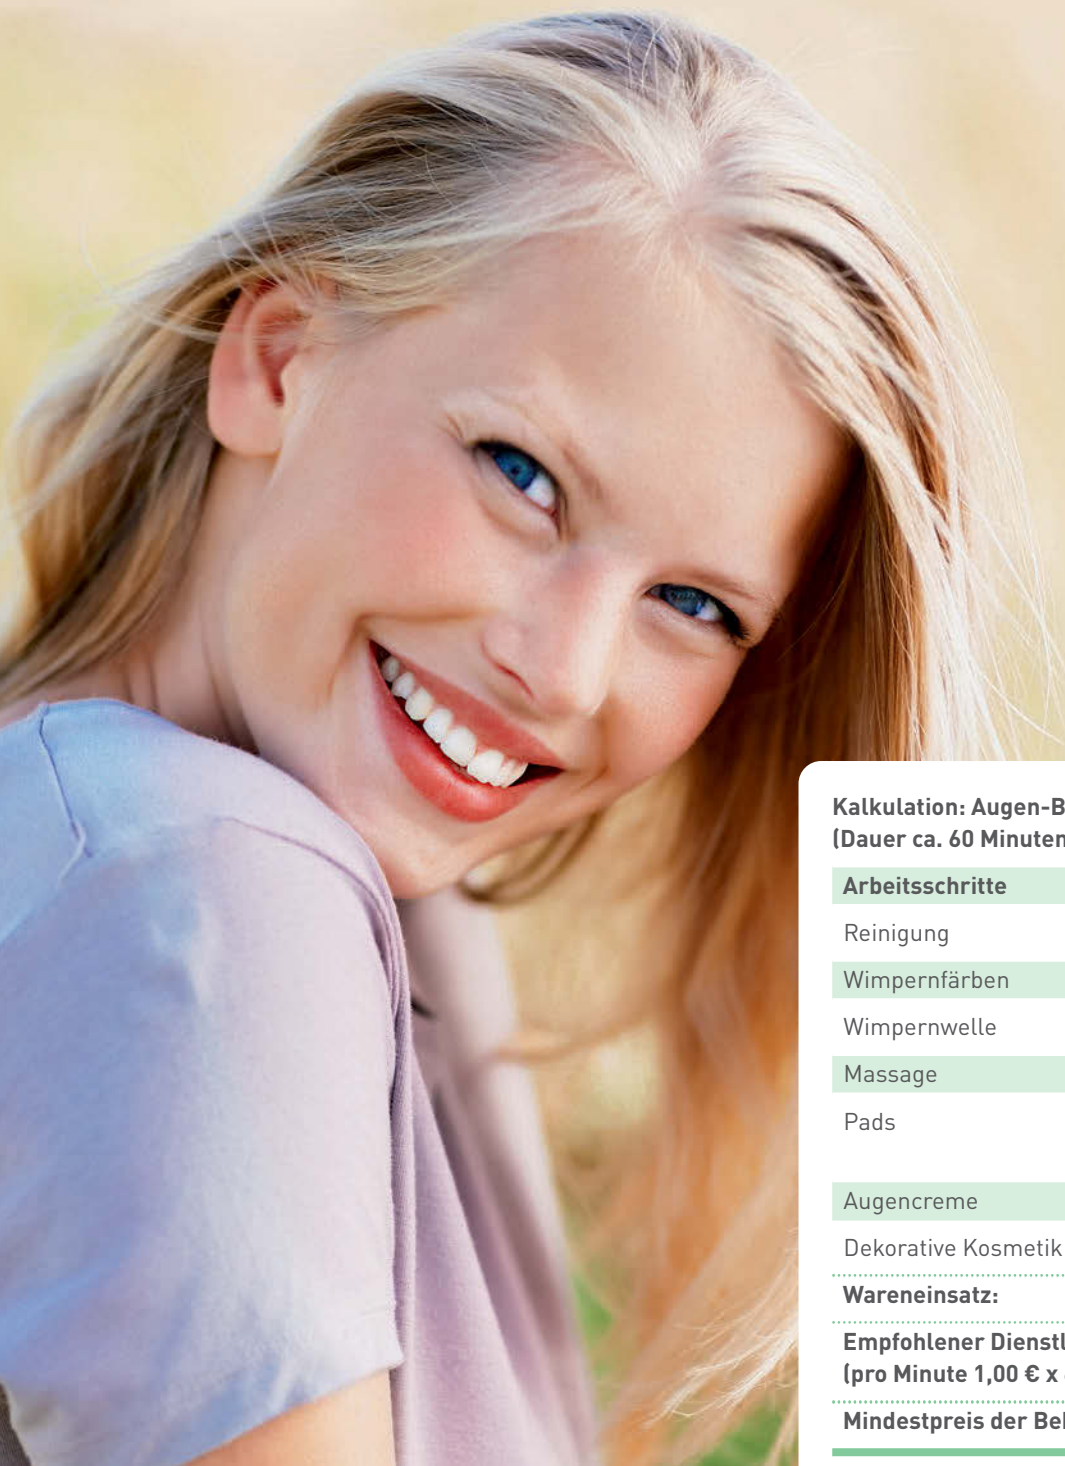 Kalkulation: Augen-B
(Dauer ca. 60 Minuten
Arbeitsschritte
Reinigung
Wimpernfärben
Wimpernwelle
Massage
Pads
Augencreme
Dekorative Kosmetik
Wareneinsatz:
Empfohlener Dienstl
(pro Minute 1,00 € x
Mindestpreis der Be